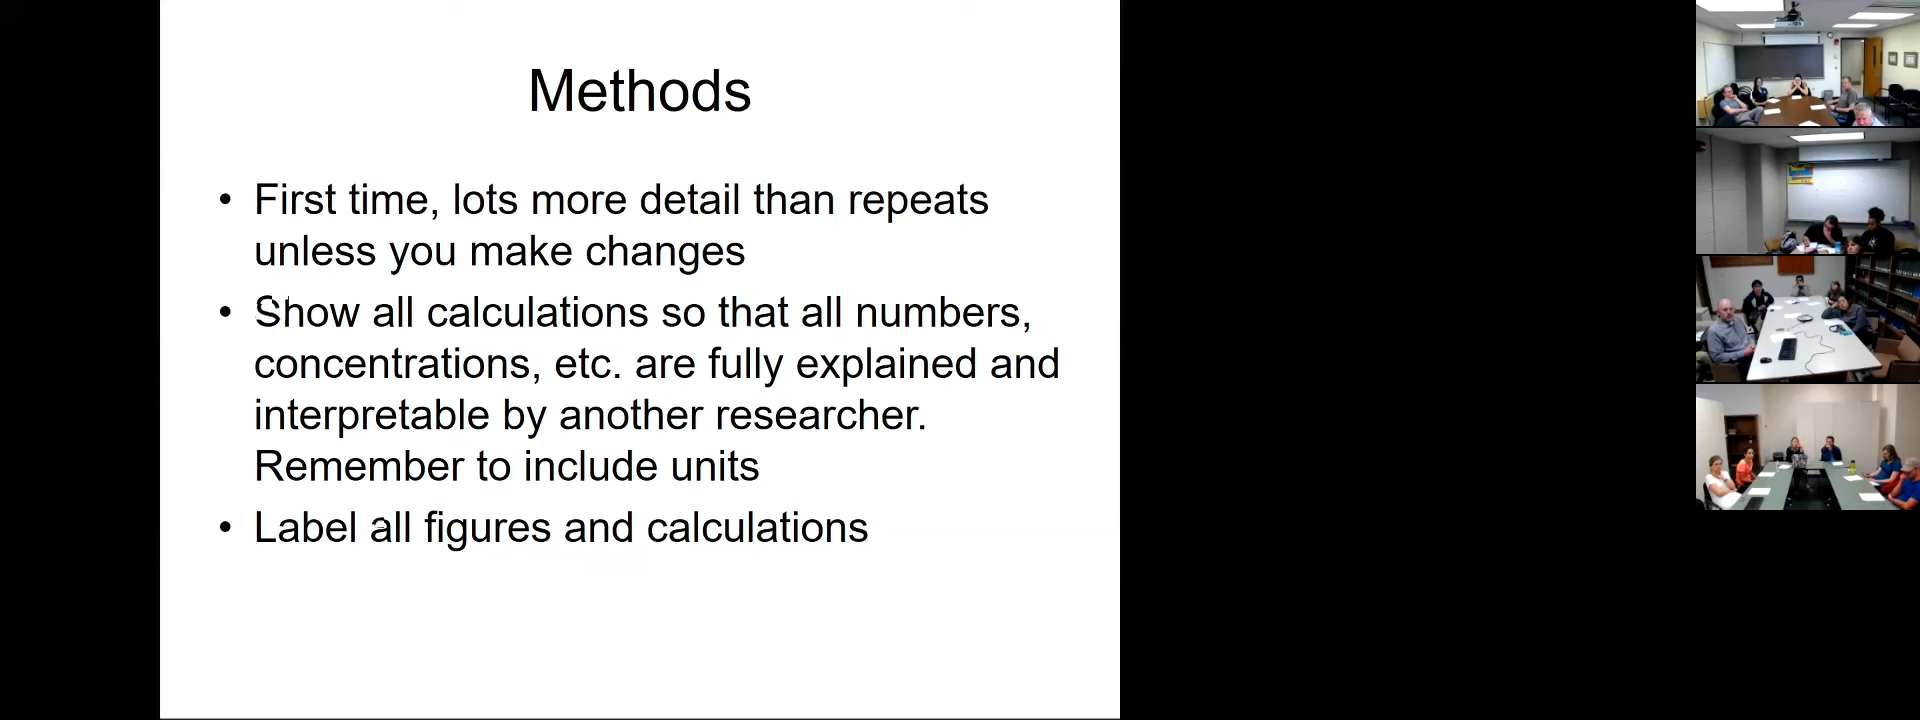 Methods
• First time, lots more detail than repeats
unless you make changes
• Show all calculations so that all numbers,
concentrations, etc. are fully explained and
interpretable by another researcher.
Remember to include units
• Label all figures and calculations